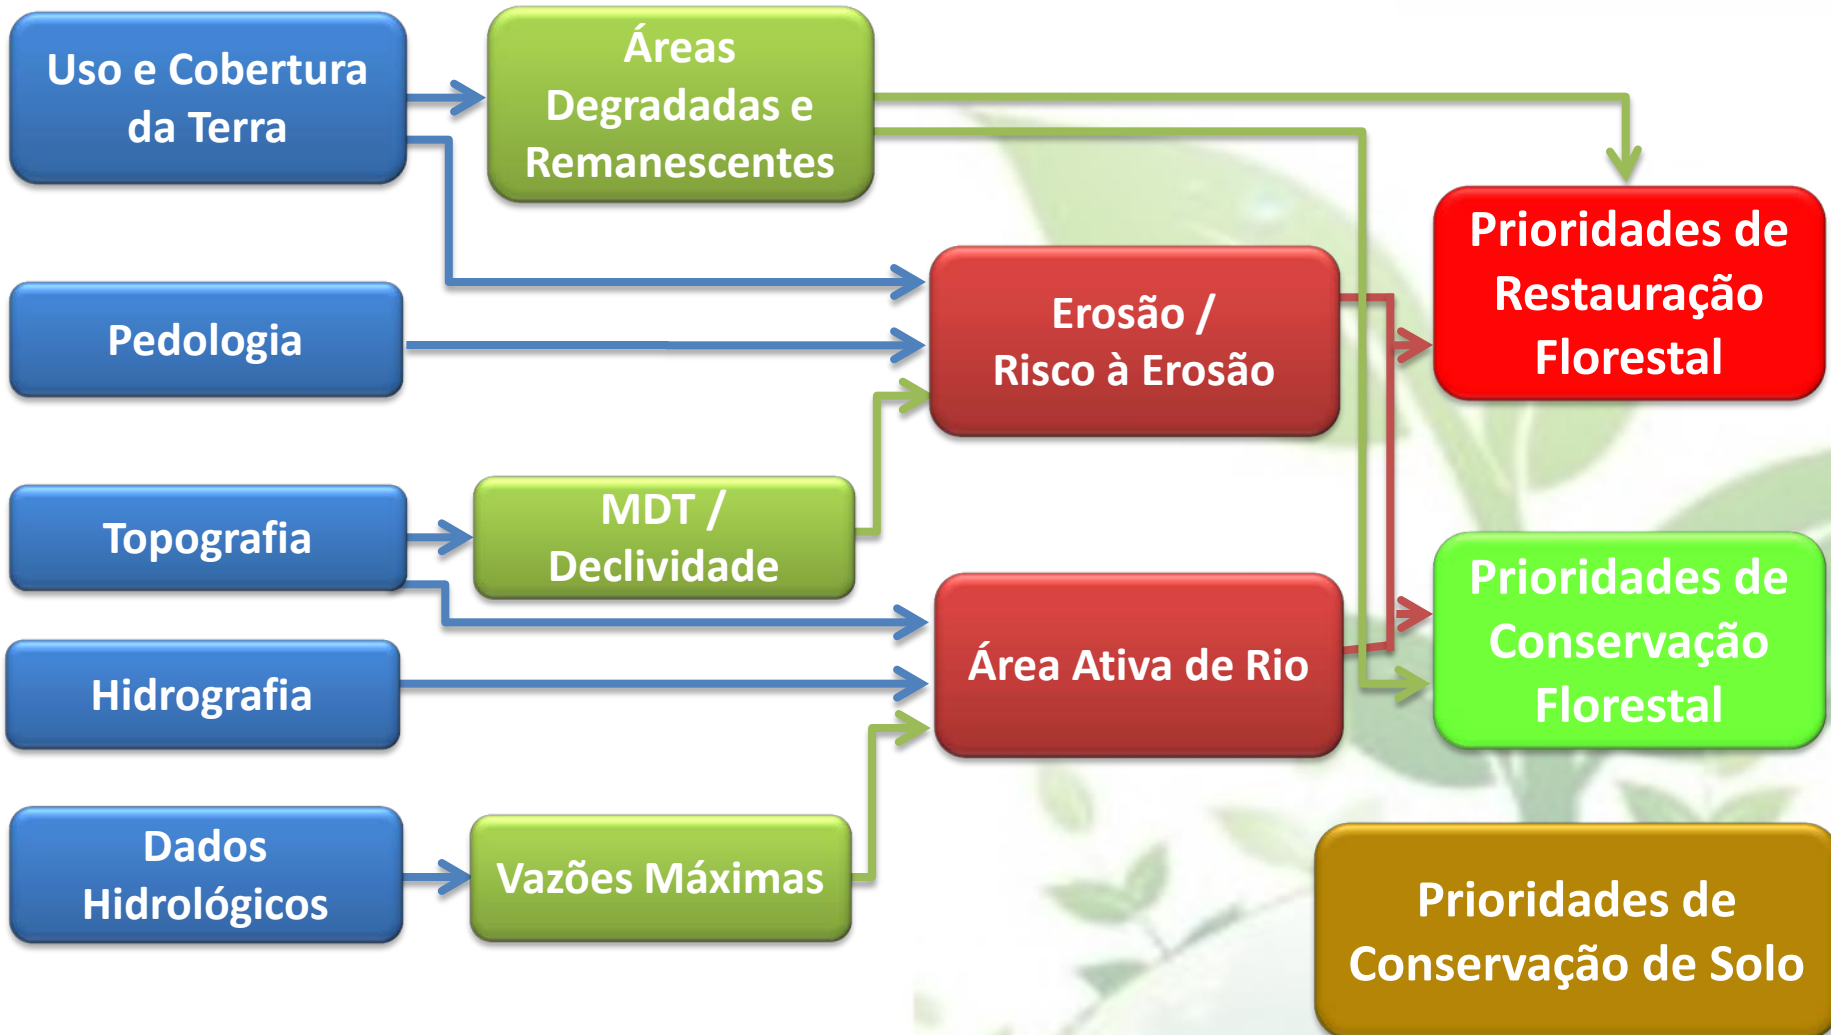 Uso e Cobertura
da Terra
Áreas
Degradadas e
Remanescentes
Prioridades de
Restauração
Florestal
Pedologia
Erosão /
Risco à Erosão
Topografia
MDT /
Declividade
Prioridades de
Conservação
Florestal
Hidrografia
Área Ativa de Rio
Dados
Hidrológicos
Vazões Máximas
Prioridades de
Conservação de Solo